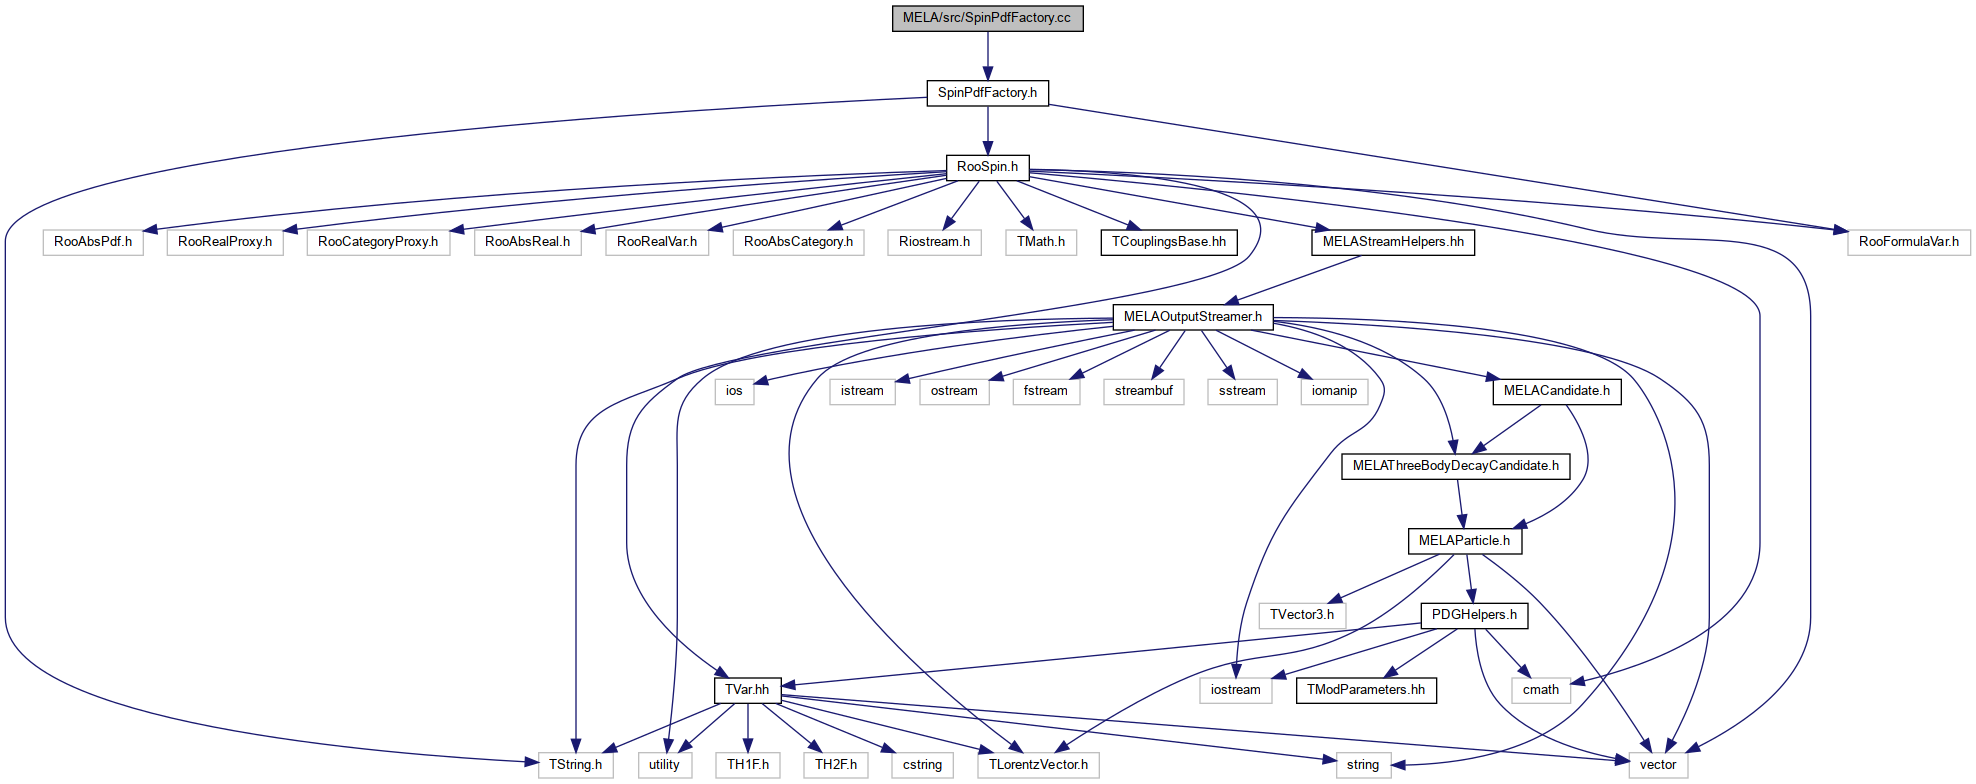 MELA/src/SpinPdfFactory.cc
SpinPdfFactory.h
RooSpin.h
RooAbsPdf.h
RooRealProxy.h
RooCategoryProxy.h
RooAbsReal.h
RooRealVar.h
RooAbsCategory.h
Riostream.h
TMath.h
TCouplingsBase.hh
MELAStreamHelpers.hh
RooFormulaVar.h
MELAOutputStreamer.h
ios
istream
ostream
fstream
streambuf
sstream
iomanip
MELACandidate.h
MELAThreeBodyDecayCandidate.h
MELAParticle.h
TVector3.h
PDGHelpers.h
TVar.hh
iostream
TModParameters.hh
cmath
TString.h
utility
TH1F.h
TH2F.h
cstring
TLorentzVector.h
string
vector